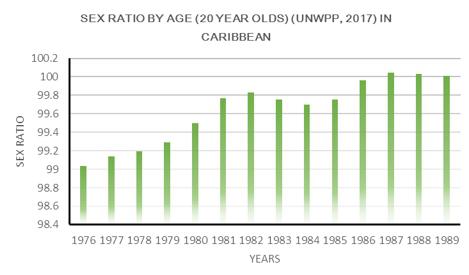 SEX RATIO BY AGE (20 YEAR OLDS) (UNWPP, 2017) IN
CARIBBEAN
SEX RATIO
100.2
100
99.8
99.6
99.4
99.2
99
98.8
98.6
98.4
1976 1977 1978 1979 1980 1981 1982 1983 1984 1985 1986 1987 1988 1989
YEARS